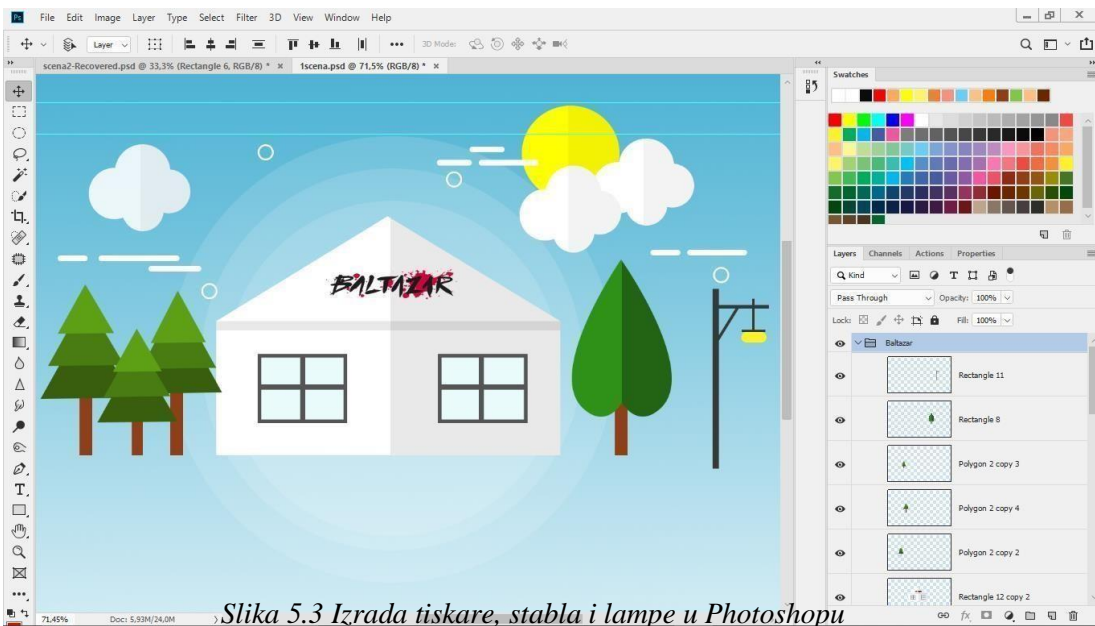 Ps File Edit Image Layer Type Select Filter 3D View Window Help
Layer 3D Mode:
scena2-Recovered.psd @ 33,3% (Rectangle 6, RGB/8) * × 1scena.psd @ 71,5% (RGB/8) * ×
Swatches
BALTAZAR
Layers Channels Actions Properties
Kind
Pass Through Opacity: 100%
Lock: Fill: 100%
Baltazar
Rectangle 11
Rectangle 8
Polygon 2 copy 3
Polygon 2 copy 4
Polygon 2 copy 2
Rectangle 12 copy 2
71,45% Doc: 5,93M/24,0M
Slika 5.3 Izrada tiskare, stabla i lampe u Photoshopu